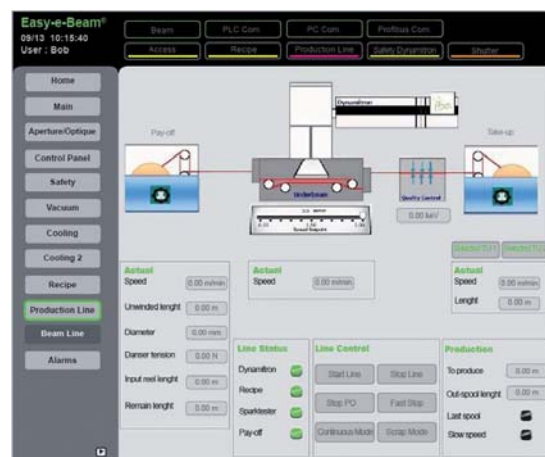 Easy-e-Beam®
09/13 10:15:40
User : Bob
Beam PLC Com PC Com Profibus Com
Access Recipe Production Line Safety Dynamitron Shutter
Home
Main
Aperture/Optique
Control Panel
Safety
Vacuum
Cooling
Cooling 2
Recipe
Production Line
Beam Line
Alarms
Pay-off
Dynamitron
Take-up
Underbeam
Quality Control
0.00 keV
Actual
Speed 0.00 m/min
Unwinded lenght 0.00 m
Diameter 0.00 mm
Danser tension 0.00 N
Input reel lenght 0.00 m
Remain lenght 0.00 m
Actual
Speed 0.00 m/min
Actual
Speed 0.00 m/min
Lenght 0.00 m
Line Status
Dynamitron
Recipe
Sparktester
Pay-off
Line Control
Start Line Stop Line
Stop PO Fast Stop
Continuous Mode Scrap Mode
Production
To produce 0.00 m
Out-spool lenght 0.00 m
Last spool
Slow speed